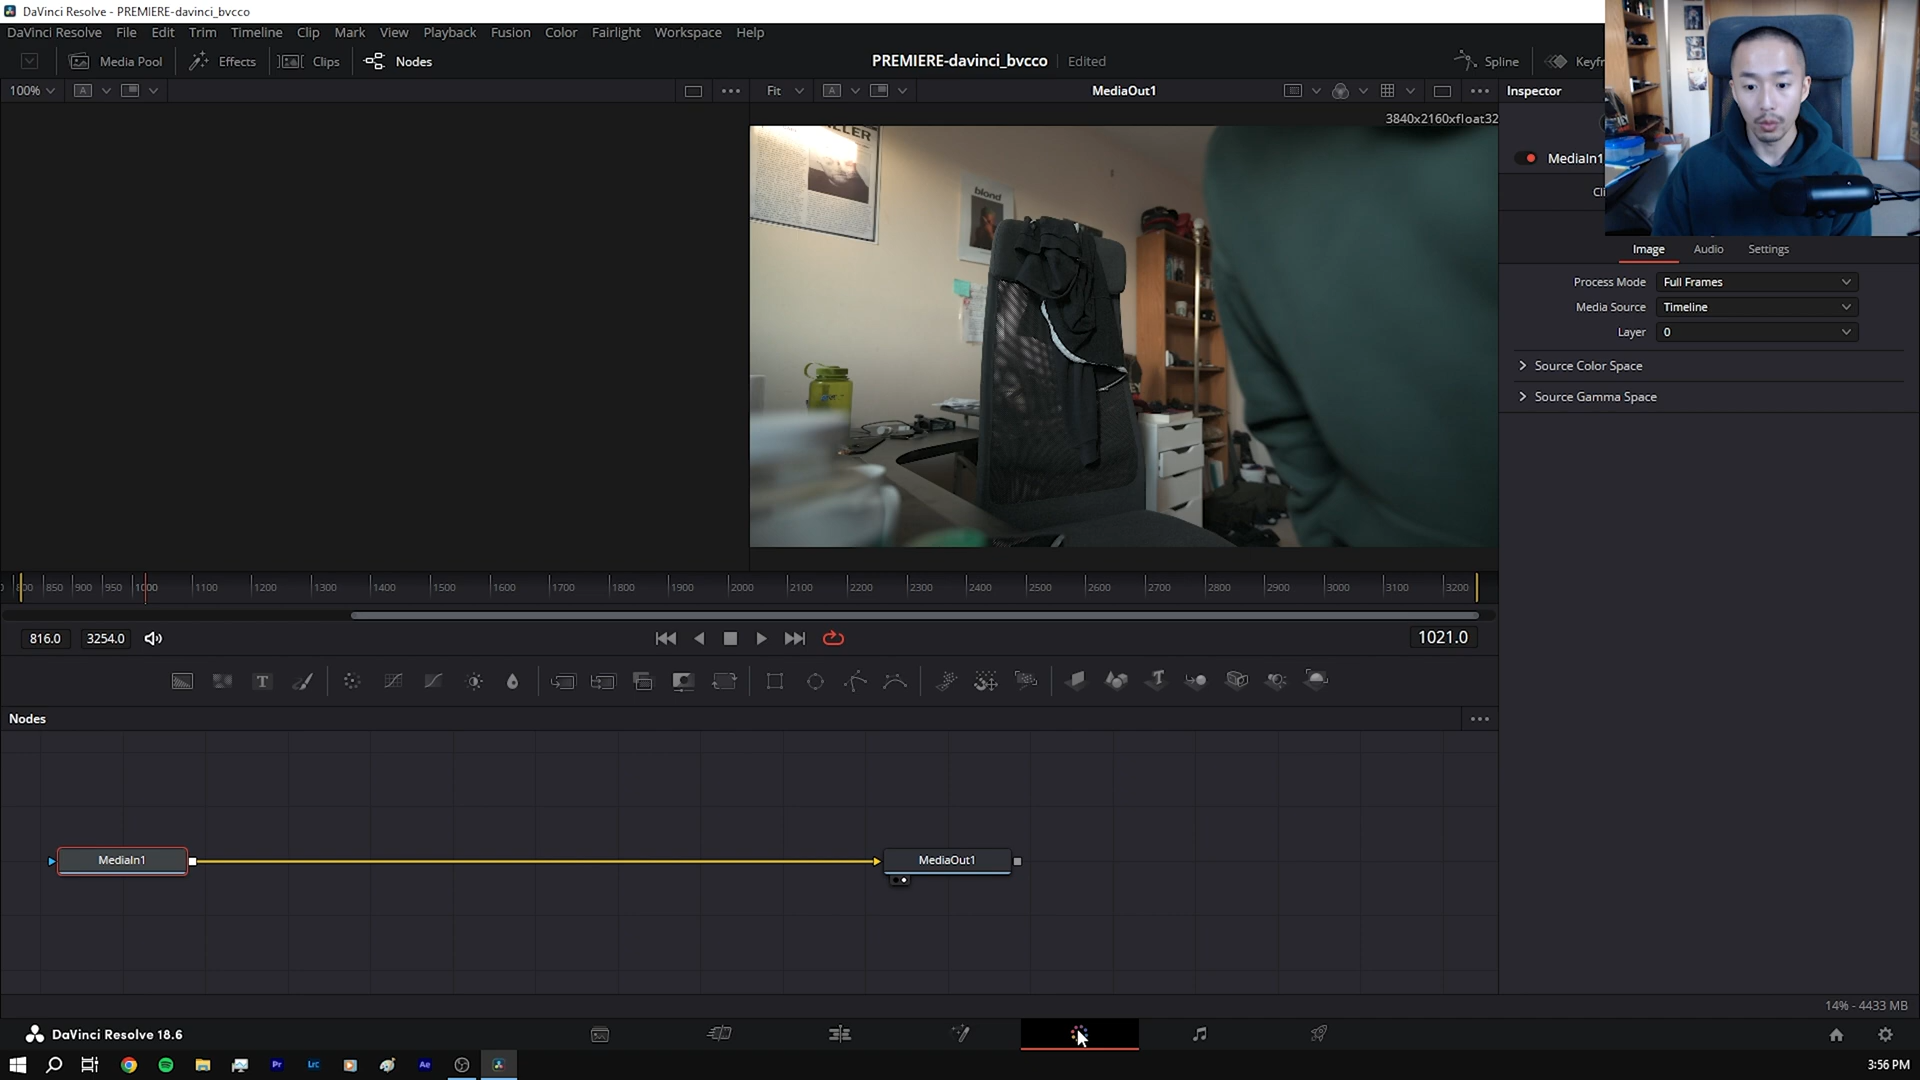 DaVinci Resolve - PREMIERE-davinci_bvcco
DaVinci Resolve File Edit Trim Timeline Clip Mark View Playback Fusion Color Fairlight Workspace Help
Media Pool Effects Clips Nodes PREMIERE-davinci_bvcco Edited Spline Keyfr
100% A Fit A MediaOut1 Inspector
3840x2160xfloat32
MediaIn1
LLER
blond
Image Audio Settings
Process Mode Full Frames
Media Source Timeline
Layer 0
Source Color Space
Source Gamma Space
850 900 950 1000 1100 1200 1300 1400 1500 1600 1700 1800 1900 2000 2100 2200 2300 2400 2500 2600 2700 2800 2900 3000 3100 3200
816.0 3254.0 1021.0
T T
Nodes
MediaIn1 MediaOut1
14% - 4433 MB
DaVinci Resolve 18.6
Pr Lrc Ae 3:56 PM